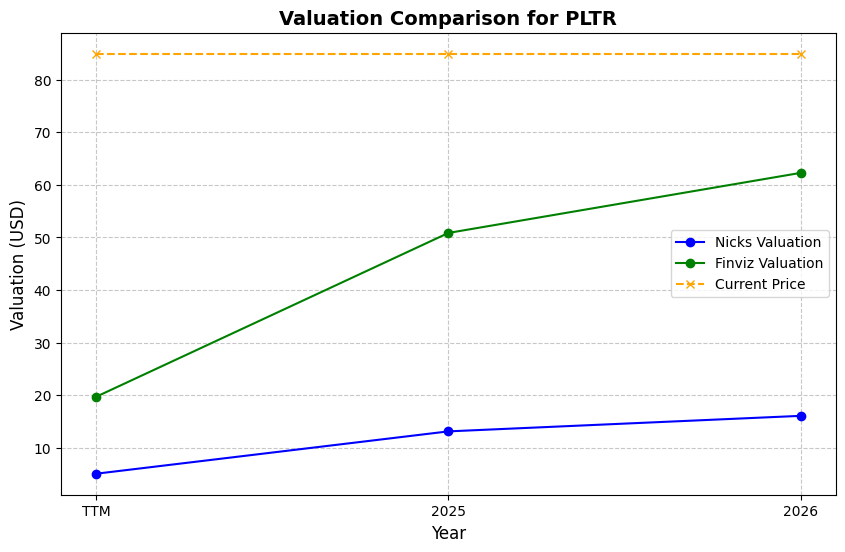 Valuation Comparison for PLTR
Valuation (USD)
80
70
60
50
40
30
20
10
Nicks Valuation
Finviz Valuation
Current Price
TTM
2025
2026
Year